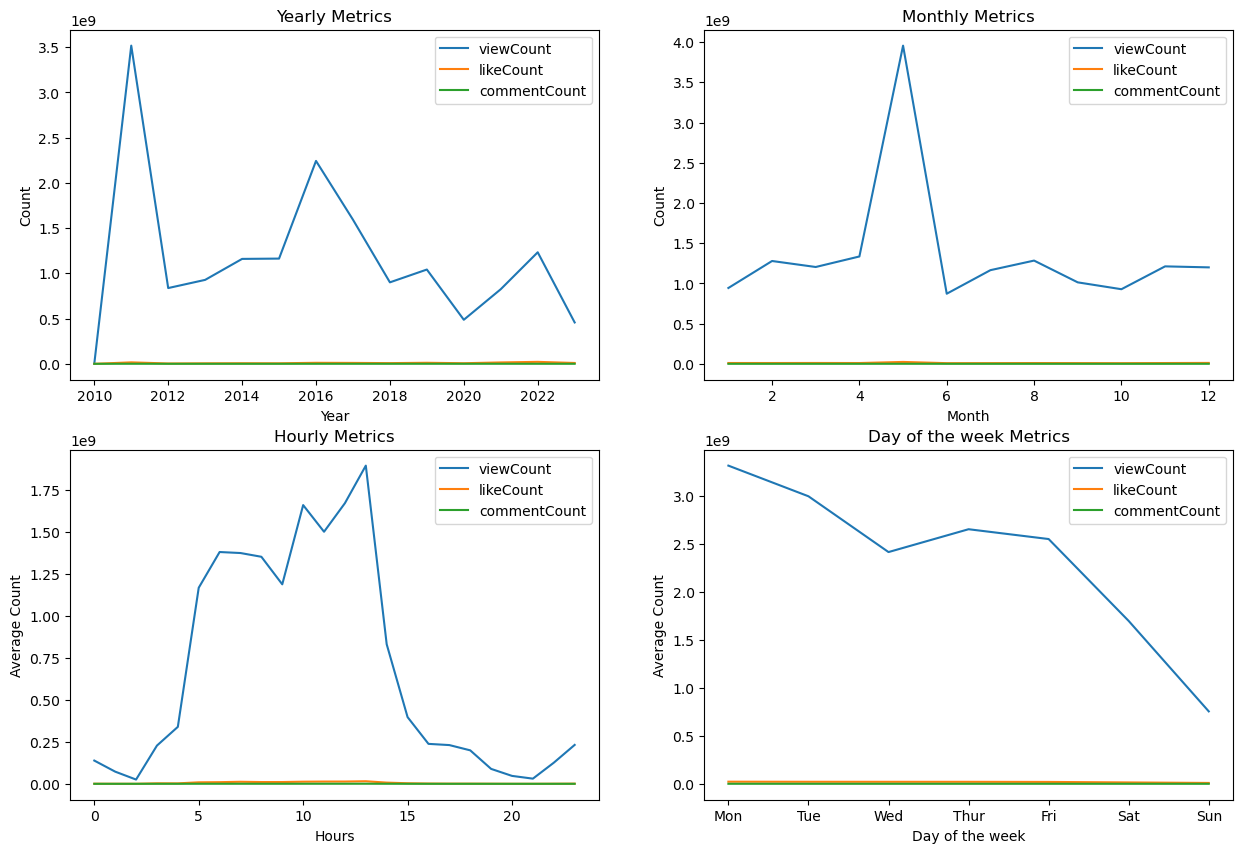 Yearly Metrics
1e9
viewCount
likeCount
commentCount
3.5
3.0
2.5
2.0
1.5
1.0
0.5
0.0
Count
2010 2012 2014 2016 2018 2020 2022
Year
Monthly Metrics
1e9
viewCount
likeCount
commentCount
4.0
3.5
3.0
2.5
2.0
1.5
1.0
0.5
0.0
Count
2 4 6 8 10 12
Month
Hourly Metrics
1e9
viewCount
likeCount
commentCount
1.75
1.50
1.25
1.00
0.75
0.50
0.25
0.00
Average Count
0 5 10 15 20
Hours
Day of the week Metrics
1e9
viewCount
likeCount
commentCount
3.0
2.5
2.0
1.5
1.0
0.5
0.0
Average Count
Mon Tue Wed Thur Fri Sat Sun
Day of the week